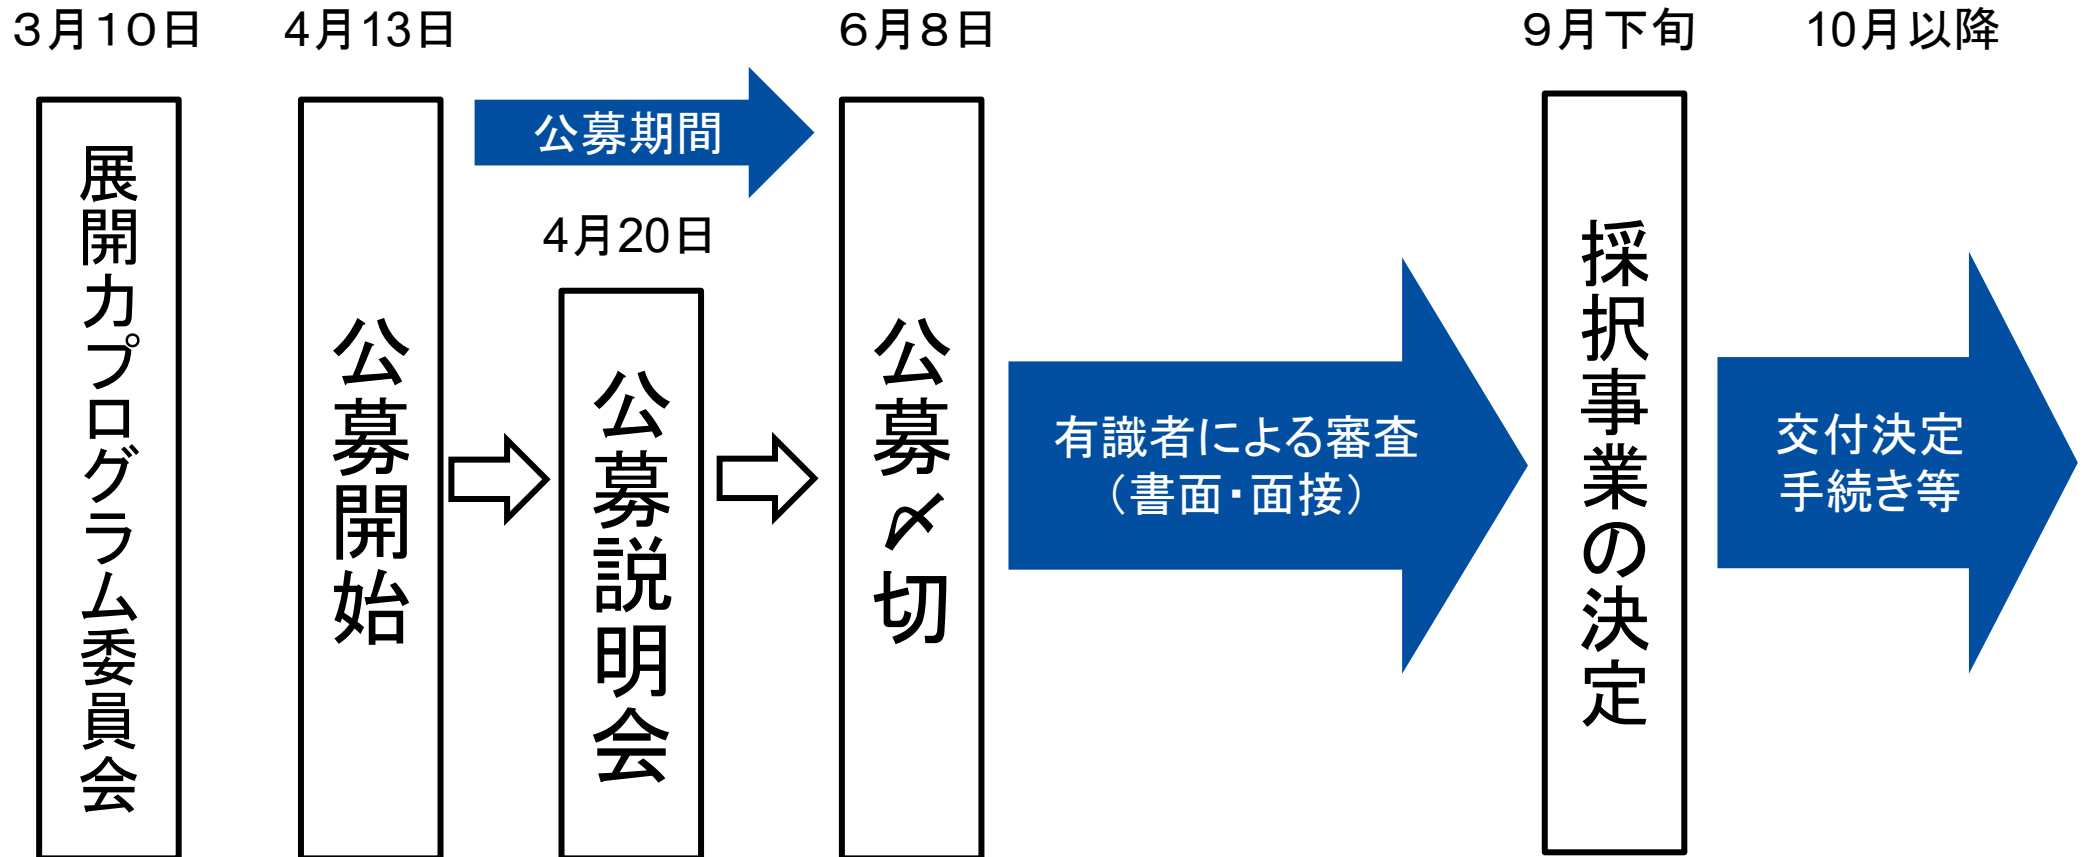 ３月１０日
展開力プログラム委員会
4月13日
公募開始
公募期間
4月20日
公募説明会
６月８日
公募〆切
有識者による審査
（書面・面接）
９月下旬
採択事業の決定
10月以降
交付決定
手続き等